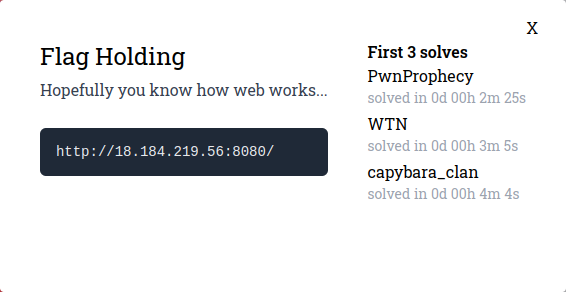 X
Flag Holding
Hopefully you know how web works...
http://18.184.219.56:8080/
First 3 solves
PwnProphecy
solved in 0d 00h 2m 25s
WTN
solved in 0d 00h 3m 5s
capybara_clan
solved in 0d 00h 4m 4s